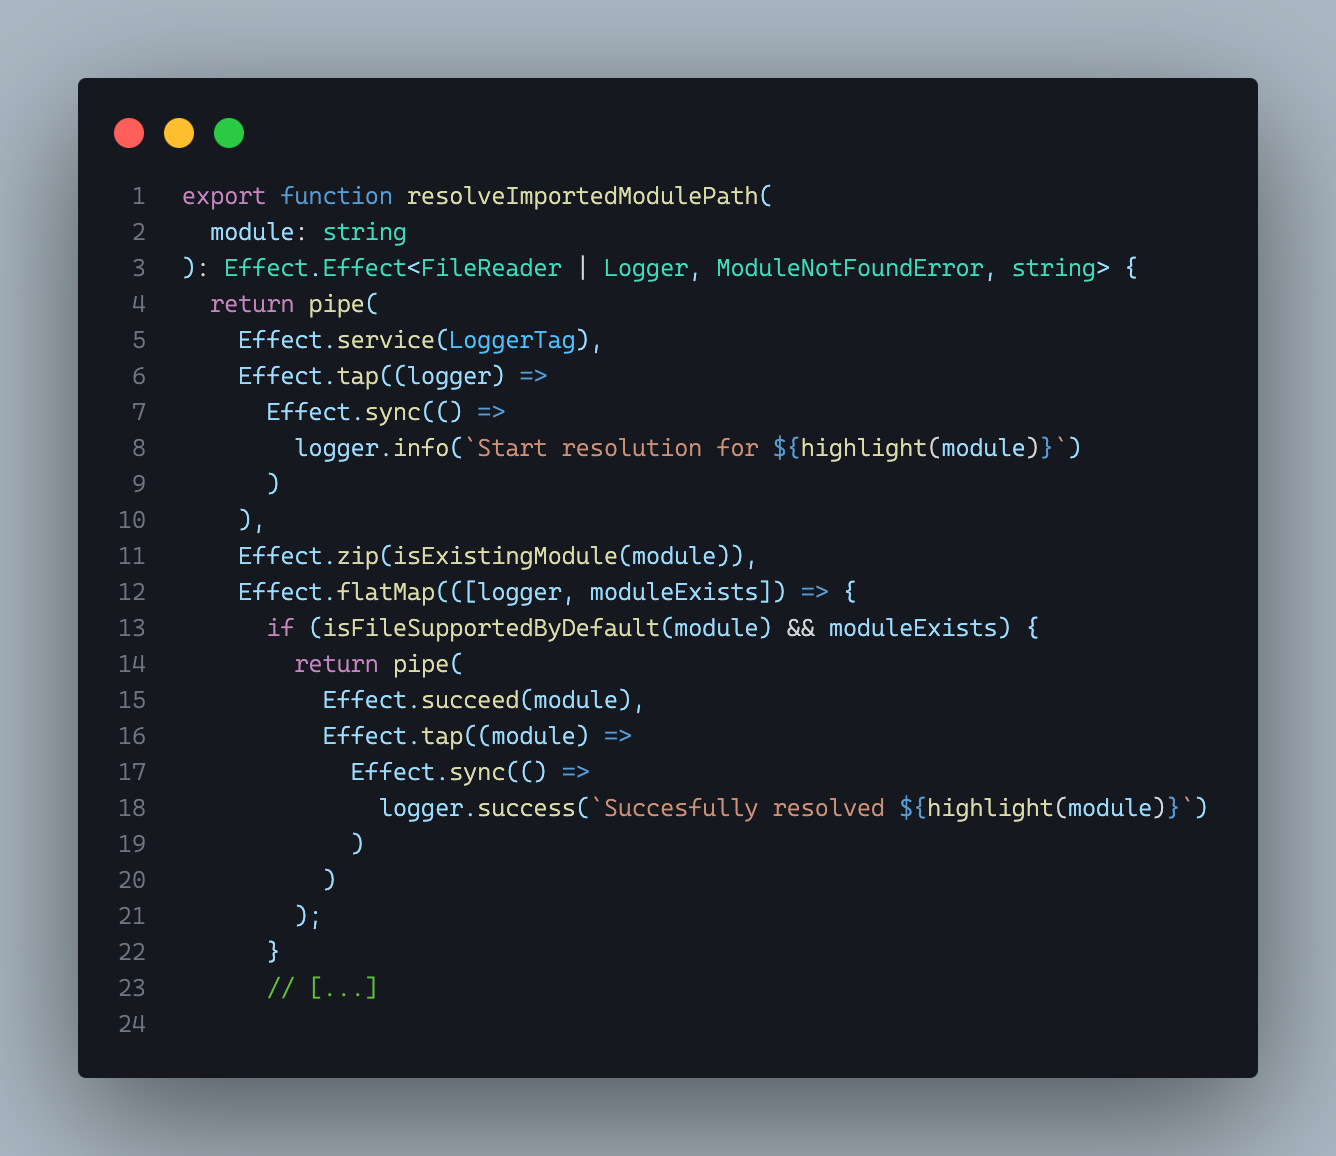 1 export function resolveImportedModulePath(
2   module: string
3 ): Effect.Effect<FileReader | Logger, ModuleNotFoundError, string> {
4   return pipe(
5     Effect.service(LoggerTag),
6     Effect.tap((logger) =>
7       Effect.sync(() =>
8         logger.info(`Start resolution for ${highlight(module)}`)
9       )
10     ),
11     Effect.zip(isExistingModule(module)),
12     Effect.flatMap(([logger, moduleExists]) => {
13       if (isFileSupportedByDefault(module) && moduleExists) {
14         return pipe(
15           Effect.succeed(module),
16           Effect.tap((module) =>
17             Effect.sync(() =>
18               logger.success(`Succesfully resolved ${highlight(module)}`)
19             )
20           )
21         );
22       }
23       // [...]
24